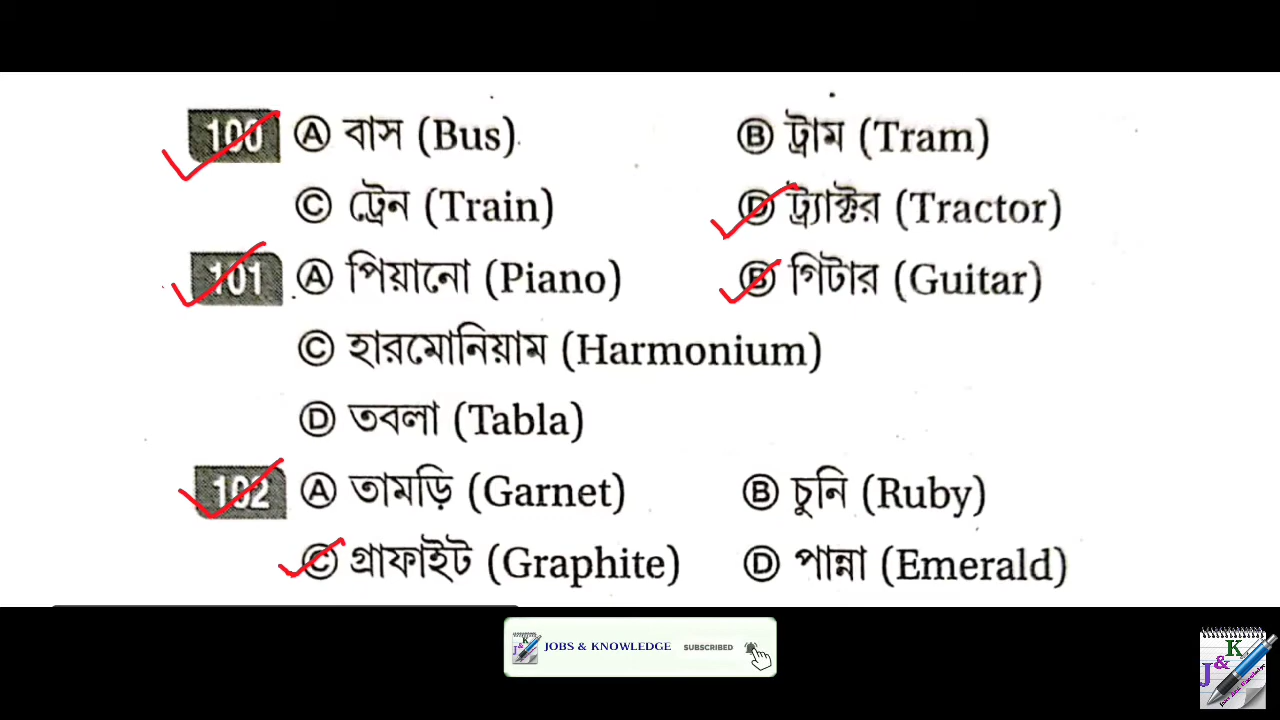 100 Ⓐ বাস (Bus) Ⓑ ট্রাম (Tram)
Ⓒ ট্রেন (Train) Ⓓ ট্র্যাক্টর (Tractor)
101 Ⓐ পিয়ানো (Piano) Ⓑ গিটার (Guitar)
Ⓒ হারমোনিয়াম (Harmonium)
Ⓓ তবলা (Tabla)
102 Ⓐ তামড়ি (Garnet) Ⓑ চুনি (Ruby)
Ⓒ গ্রাফাইট (Graphite) Ⓓ পান্না (Emerald)
J&K JOBS & KNOWLEDGE SUBSCRIBED
J&K